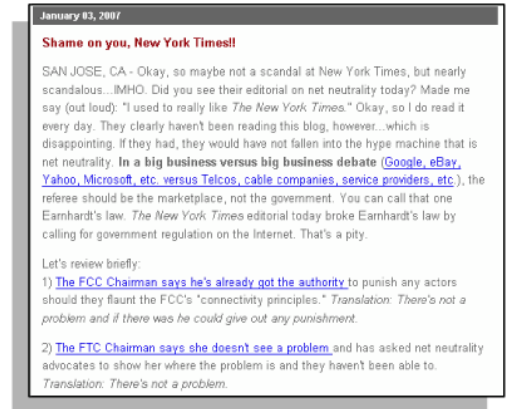 January 03, 2007
Shame on you, New York Times!!
SAN JOSE, CA - Okay, so maybe not a scandal at New York Times, but nearly
scandalous...IMHO. Did you see their editorial on net neutrality today? Made me
say (out loud): "I used to really like The New York Times." Okay, so I do read it
every day. They clearly haven't been reading this blog, however...which is
disappointing. If they had, they would have not fallen into the hype machine that is
net neutrality. In a big business versus big business debate (Google, eBay,
Yahoo, Microsoft, etc. versus Telcos, cable companies, service providers, etc.), the
referee should be the marketplace, not the government. You can call that one
Earnhardt's law. The New York Times editorial today broke Earnhardt's law by
calling for government regulation on the Internet. That's a pity.
Let's review briefly:
1) The FCC Chairman says he's already got the authority to punish any actors
should they flaunt the FCC's "connectivity principles." Translation: There's not a
problem and if there was he could give out any punishment.
2) The FTC Chairman says she doesn't see a problem and has asked net neutrality
advocates to show her where the problem is and they haven't been able to.
Translation: There's not a problem.